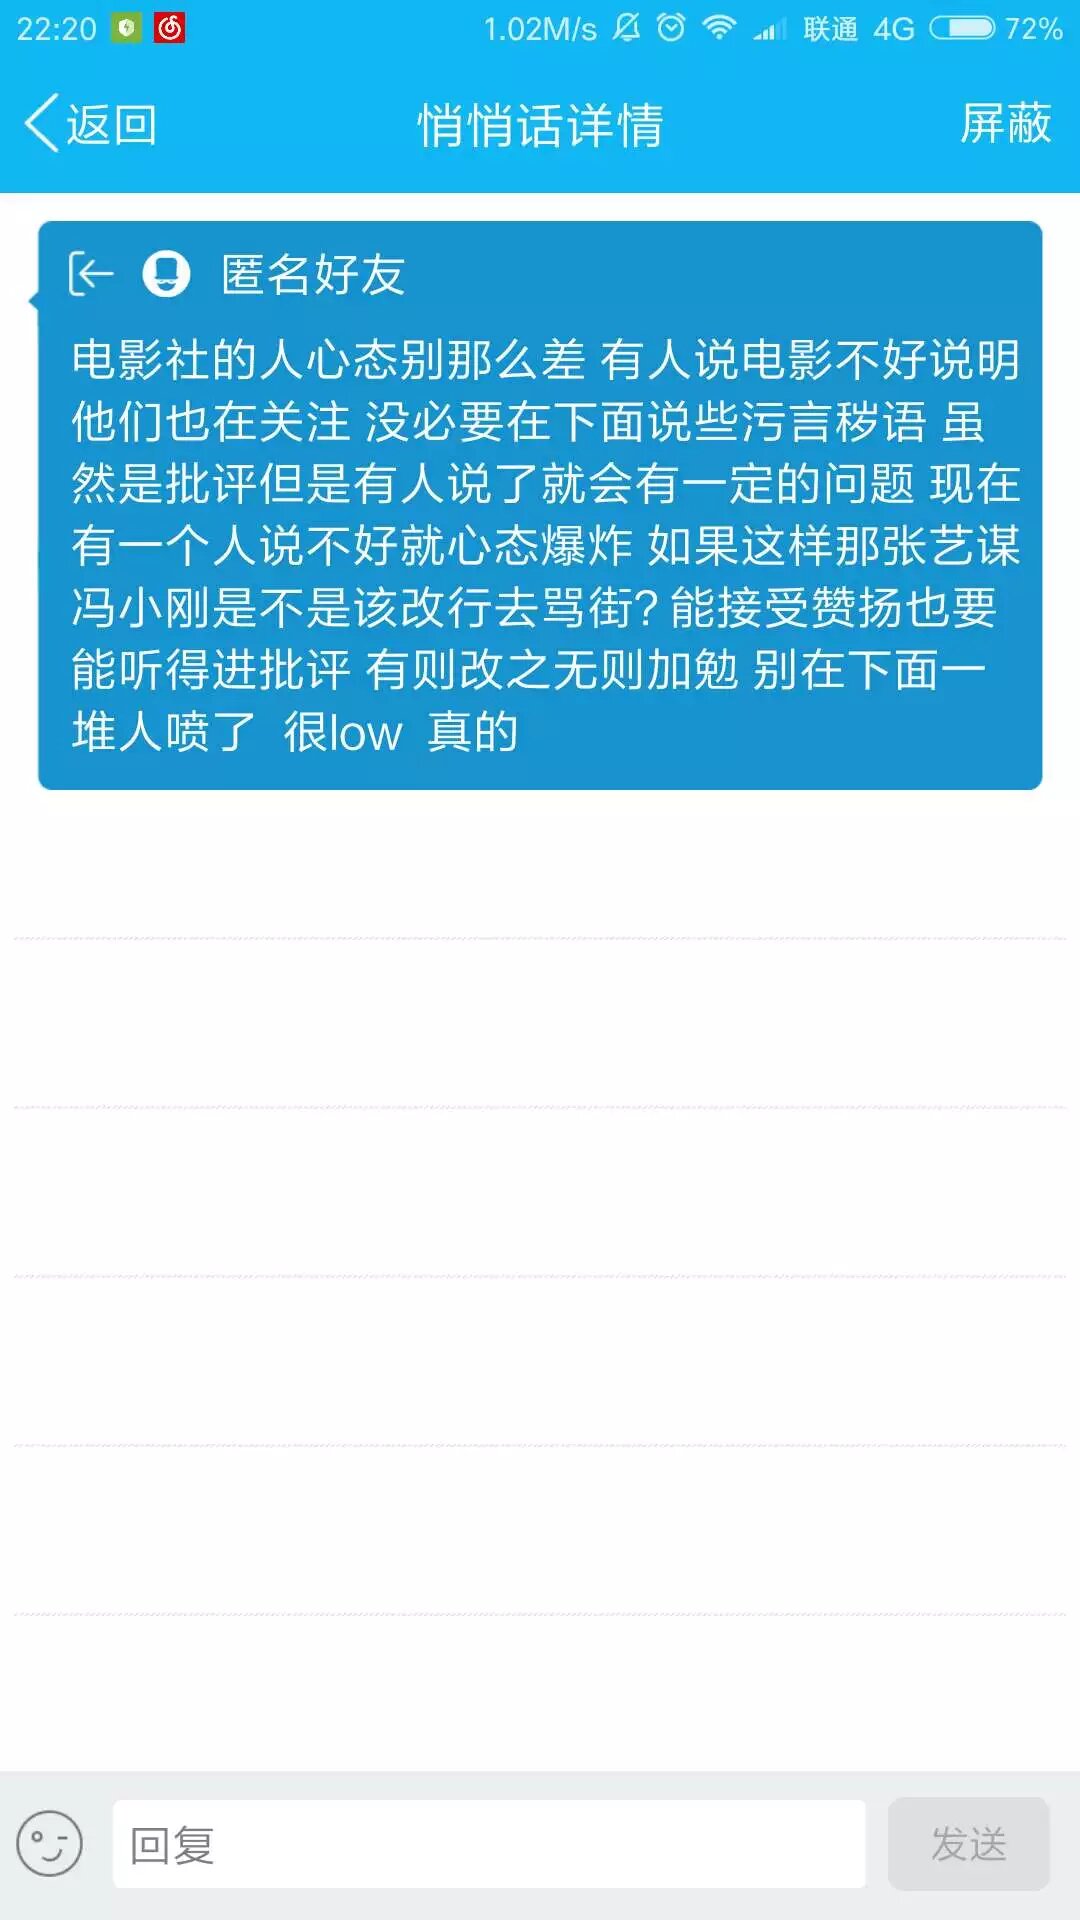 22:20 1.02M/s 联通 4G 72%
返回 悄悄话详情 屏蔽
匿名好友
电影社的人心态别那么差 有人说电影不好说明
他们也在关注 没必要在下面说些污言秽语 虽
然是批评但是有人说了就会有一定的问题 现在
有一个人说不好就心态爆炸 如果这样那张艺谋
冯小刚是不是该改行去骂街? 能接受赞扬也要
能听得进批评 有则改之无则加勉 别在下面一
堆人喷了 很low 真的
回复 发送